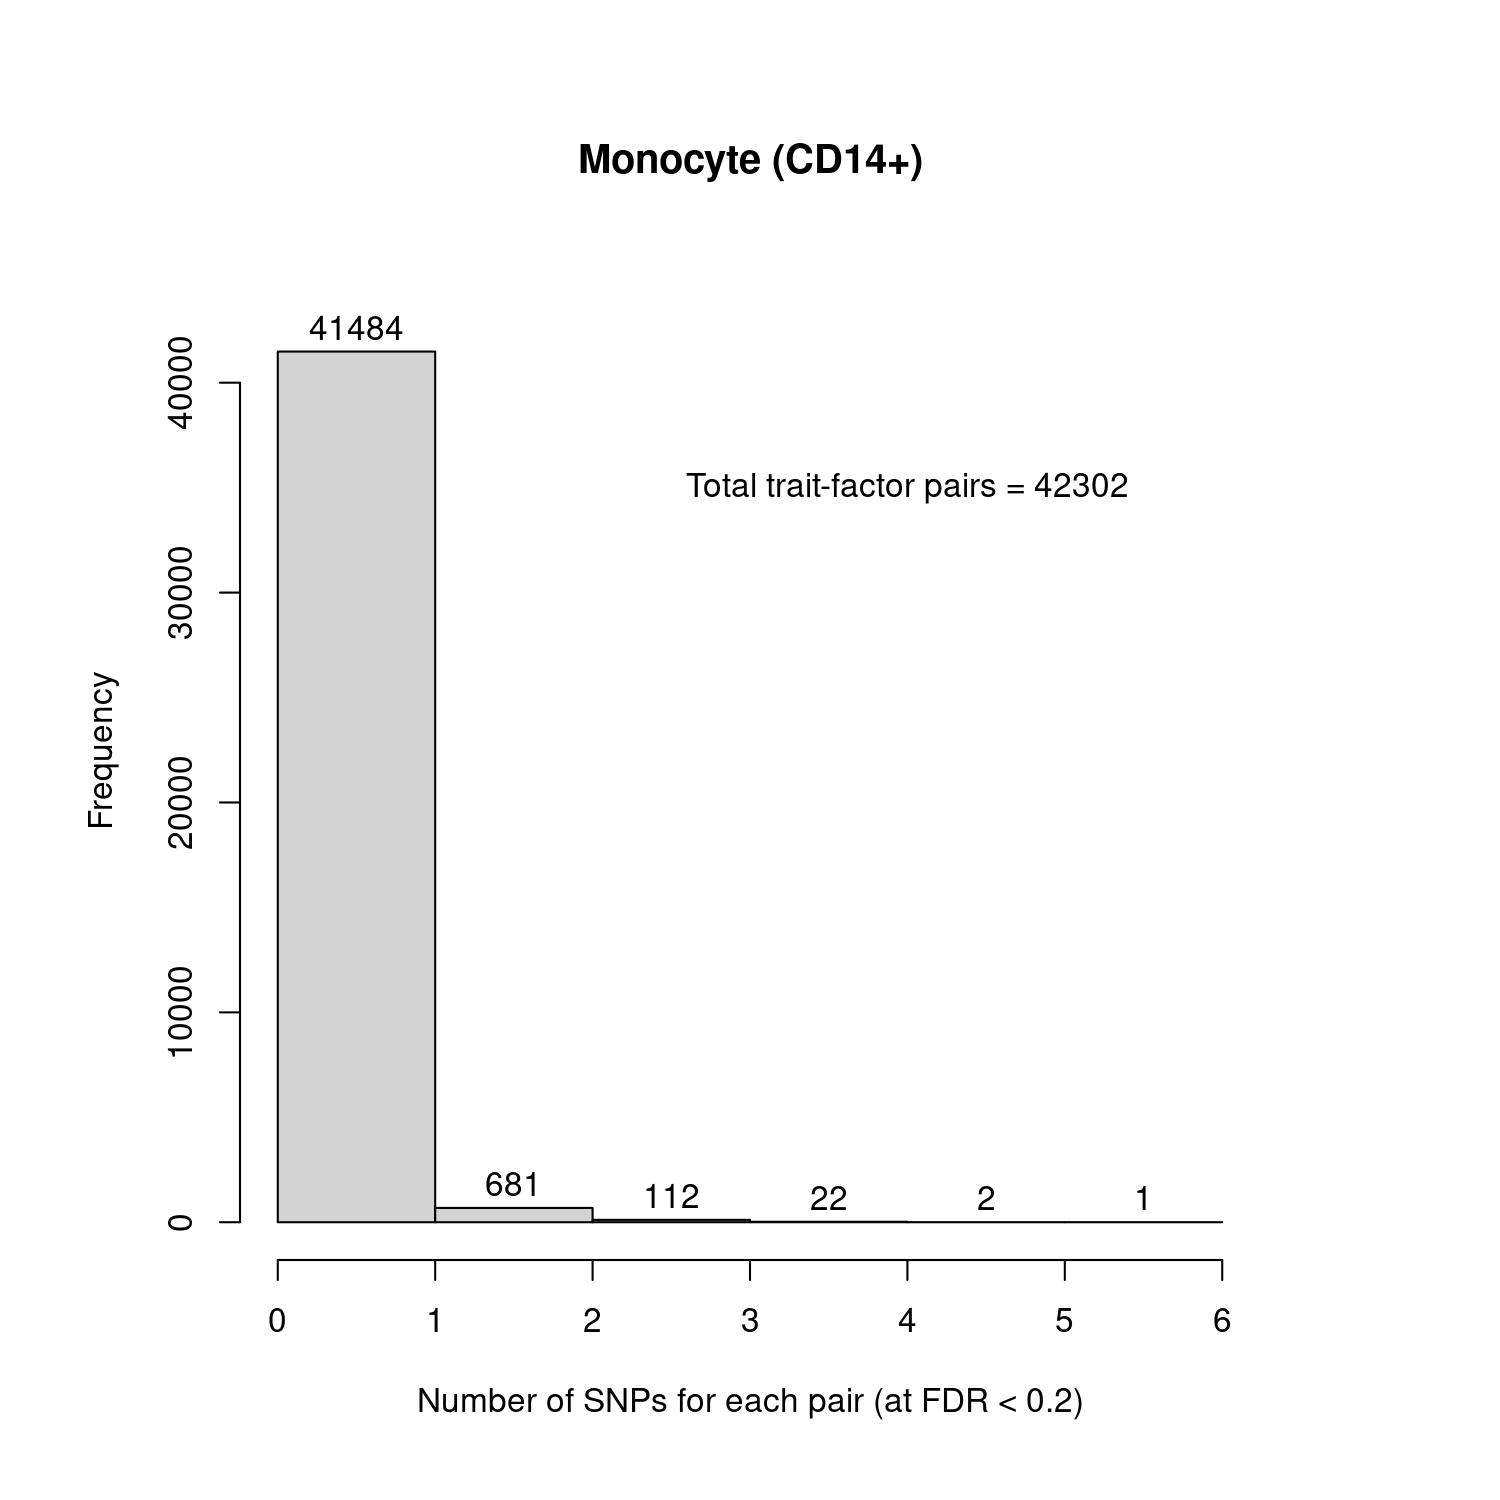 Monocyte (CD14+)
41484
Total trait-factor pairs = 42302
40000
30000
20000
10000
0
Frequency
681
112
22
2
1
0 1 2 3 4 5 6
Number of SNPs for each pair (at FDR < 0.2)